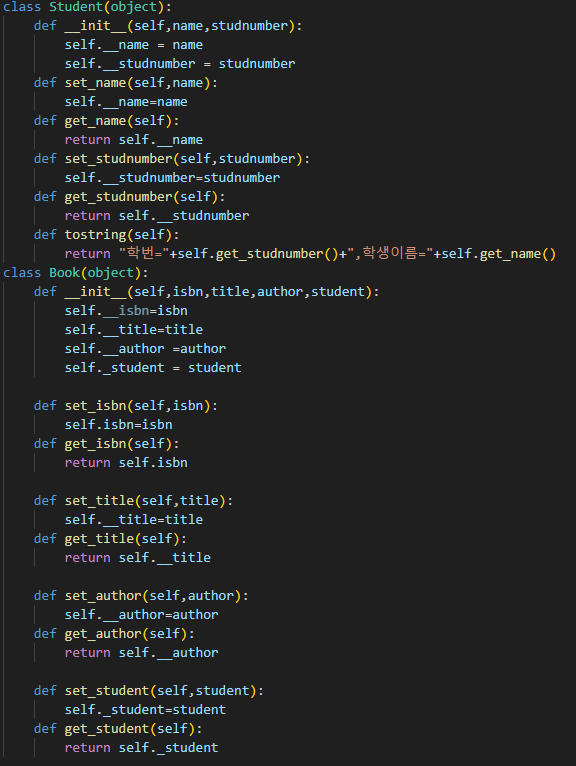 class Student(object):
    def __init__(self,name,studnumber):
        self.__name = name
        self.__studnumber = studnumber
    def set_name(self,name):
        self.__name=name
    def get_name(self):
        return self.__name
    def set_studnumber(self,studnumber):
        self.__studnumber=studnumber
    def get_studnumber(self):
        return self.__studnumber
    def tostring(self):
        return "학번="+self.get_studnumber()+",학생이름="+self.get_name()
class Book(object):
    def __init__(self,isbn,title,author,student):
        self.__isbn=isbn
        self.__title=title
        self.__author =author
        self._student = student
    def set_isbn(self,isbn):
        self.isbn=isbn
    def get_isbn(self):
        return self.isbn
    def set_title(self,title):
        self.__title=title
    def get_title(self):
        return self.__title
    def set_author(self,author):
        self.__author=author
    def get_author(self):
        return self.__author
    def set_student(self,student):
        self._student=student
    def get_student(self):
        return self._student